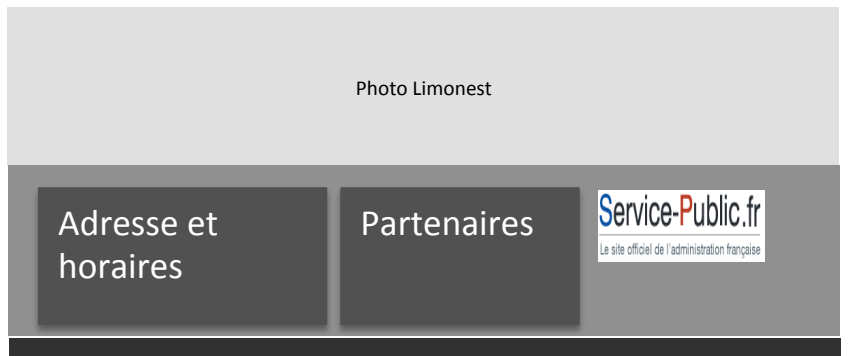 Photo Limonest
Adresse et
horaires
Partenaires
Service-Public.fr
Le site officiel de l'administration française